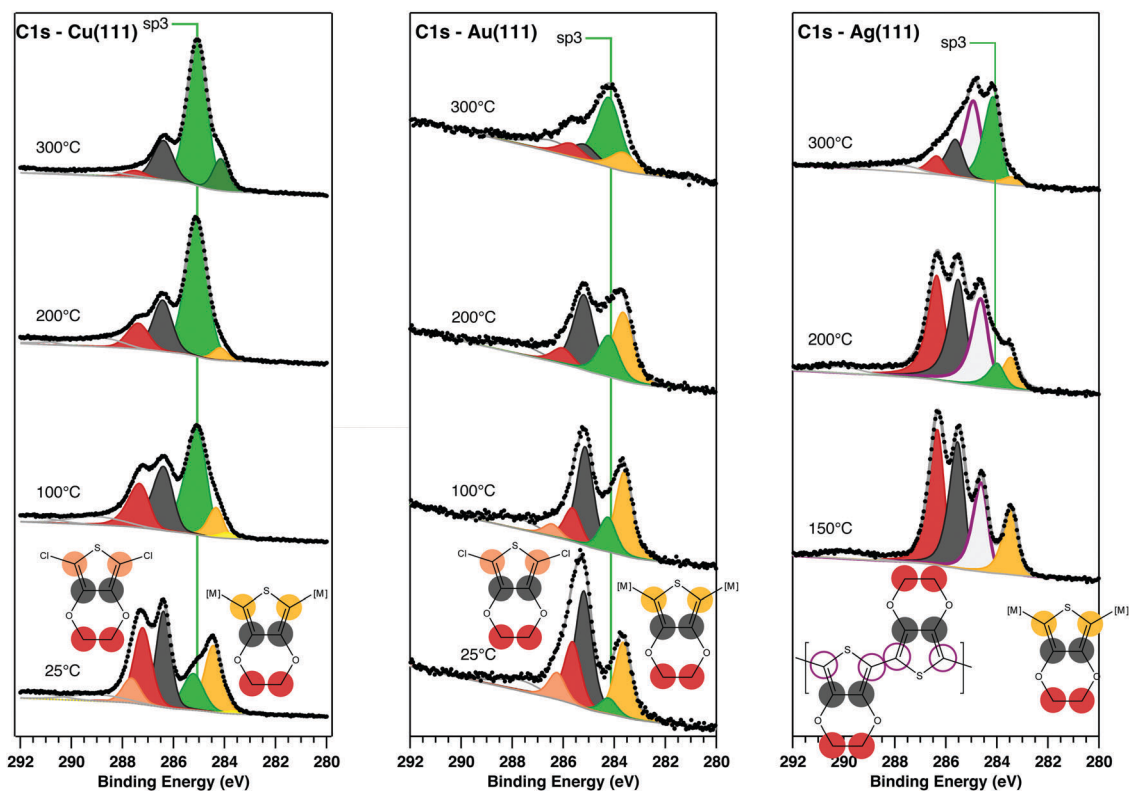 C1s - Cu(111)
sp3
300°C
200°C
100°C
Cl
S
Cl
O
O
[M]
S
[M]
O
O
25°C
292 290 288 286 284 282 280
Binding Energy (eV)
C1s - Au(111)
sp3
300°C
200°C
100°C
Cl
S
Cl
O
O
[M]
S
[M]
O
O
25°C
292 290 288 286 284 282 280
Binding Energy (eV)
C1s - Ag(111)
sp3
300°C
200°C
150°C
O
O
S
S
O
O
[M]
S
[M]
O
O
292 290 288 286 284 282 280
Binding Energy (eV)